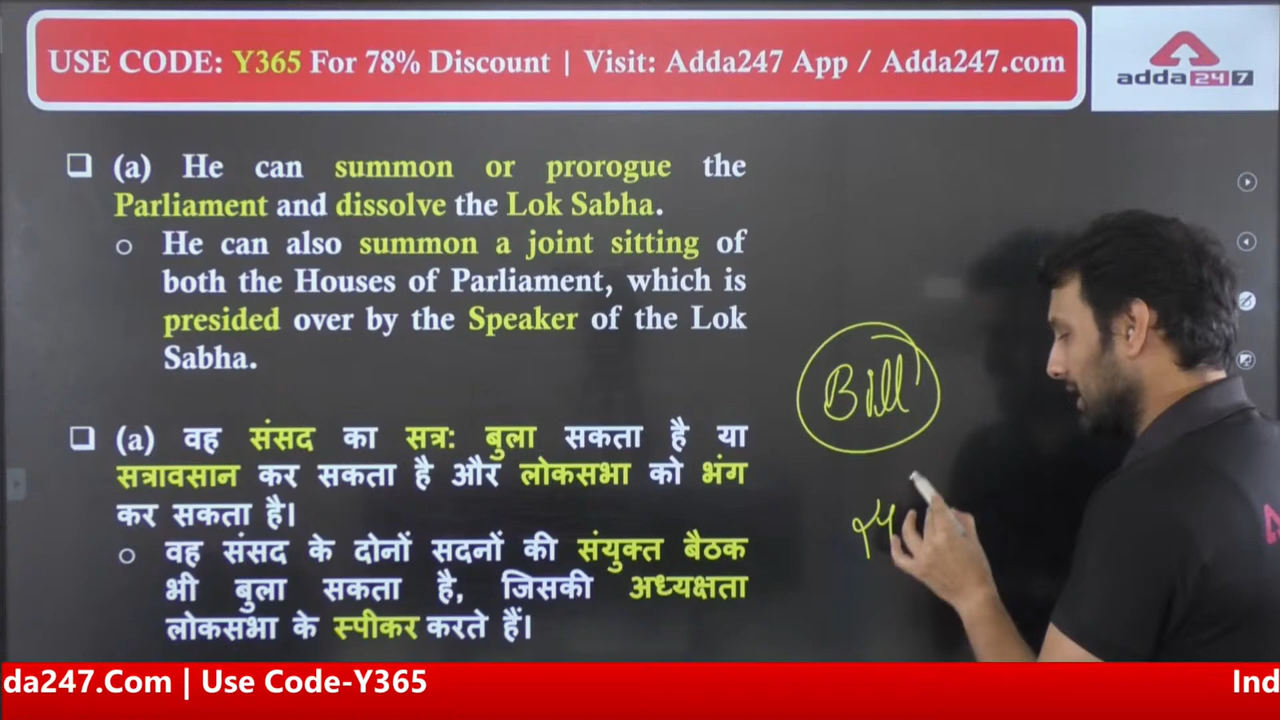 USE CODE: Y365 For 78% Discount | Visit: Adda247 App / Adda247.com
adda247
(a) He can summon or prorogue the
Parliament and dissolve the Lok Sabha.
He can also summon a joint sitting of
both the Houses of Parliament, which is
presided over by the Speaker of the Lok
Sabha.
Bill
(a) वह संसद का सत्र: बुला सकता है या
सत्रावसान कर सकता है और लोकसभा को भंग
कर सकता है।
वह संसद के दोनों सदनों की संयुक्त बैठक
भी बुला सकता है, जिसकी अध्यक्षता
लोकसभा के स्पीकर करते हैं।
da247.Com | Use Code-Y365
Ind